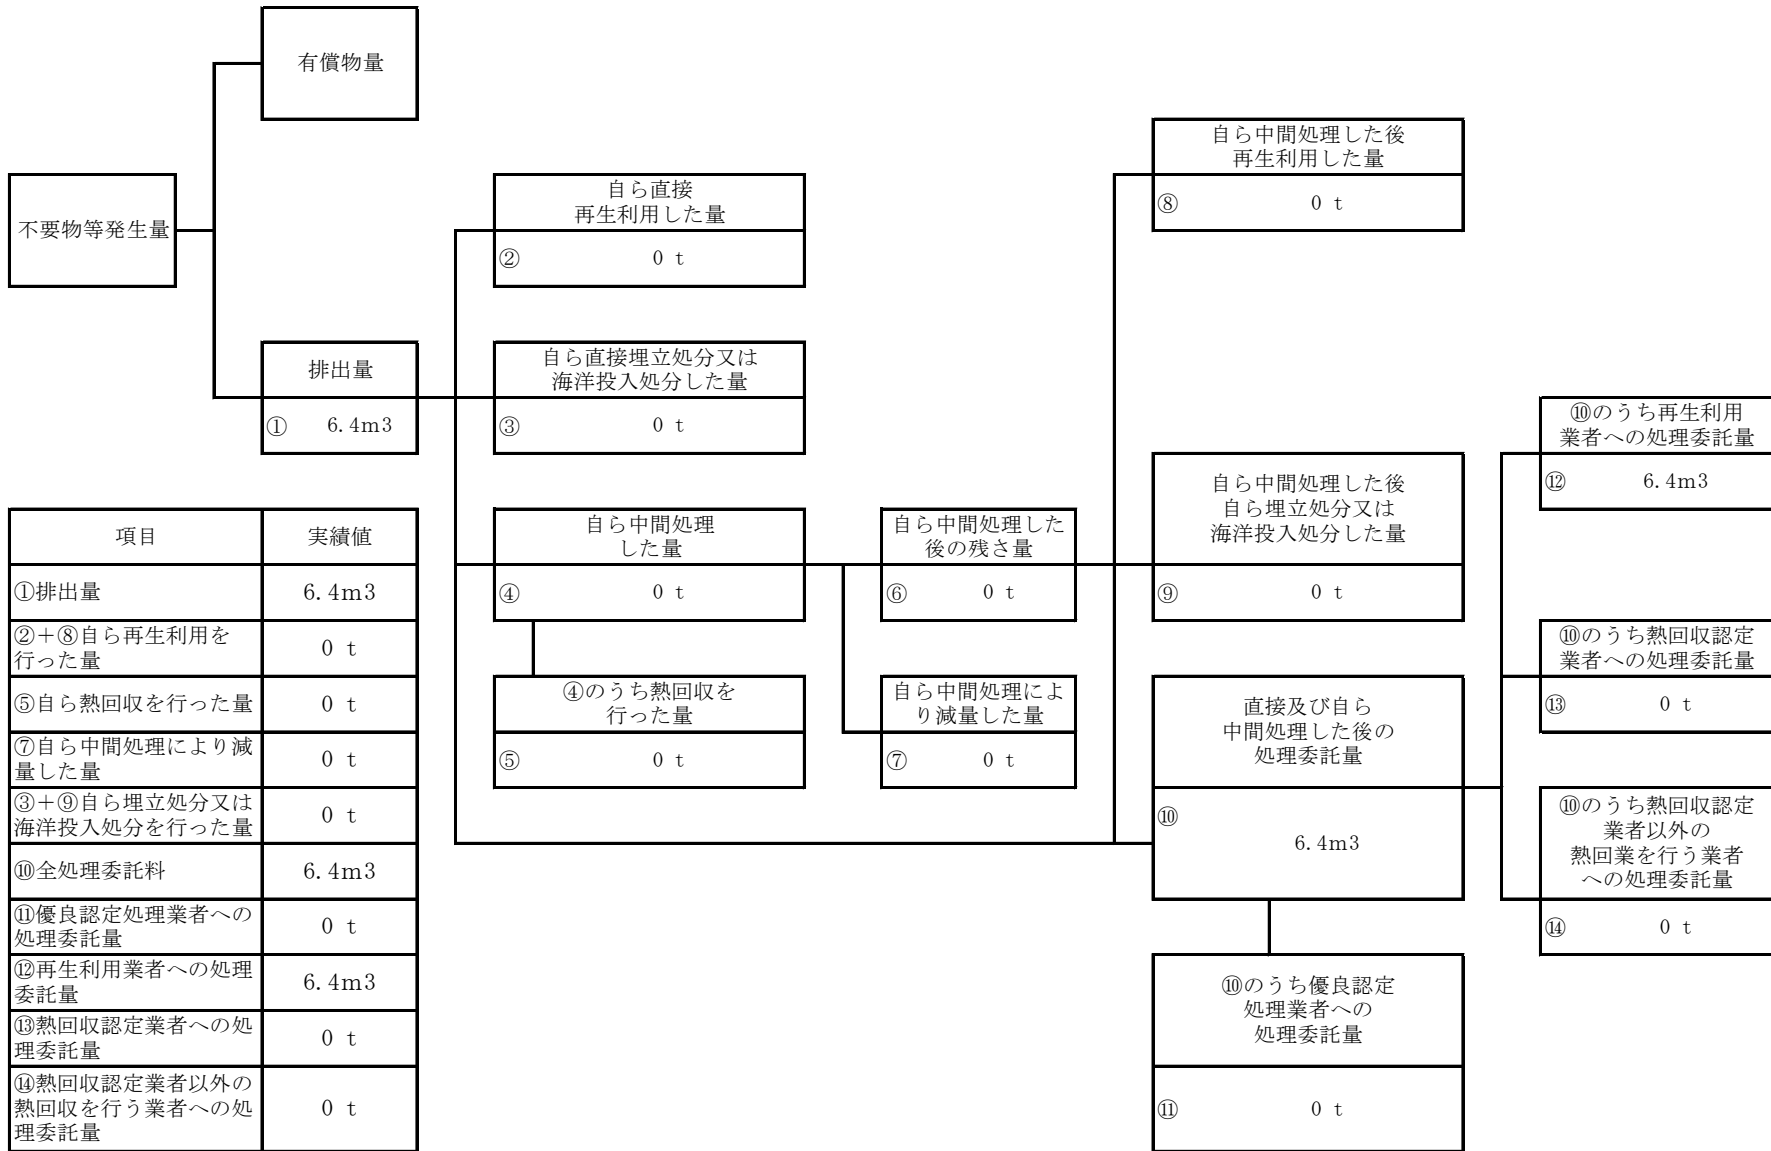 有償物量
不要物等発生量
排出量
① 6.4m3
自ら直接
再生利用した量
② 0 t
自ら直接埋立処分又は
海洋投入処分した量
③ 0 t
自ら中間処理
した量
④ 0 t
④のうち熱回収を
行った量
⑤ 0 t
自ら中間処理した
後の残さ量
⑥ 0 t
自ら中間処理によ
り減量した量
⑦ 0 t
自ら中間処理した後
再生利用した量
⑧ 0 t
自ら中間処理した後
自ら埋立処分又は
海洋投入処分した量
⑨ 0 t
直接及び自ら
中間処理した後の
処理委託量
⑩
6.4m3
⑩のうち優良認定
処理業者への
処理委託量
⑪ 0 t
⑩のうち再生利用
業者への処理委託量
⑫ 6.4m3
⑩のうち熱回収認定
業者への処理委託量
⑬ 0 t
⑩のうち熱回収認定
業者以外の
熱回業を行う業者
への処理委託量
⑭ 0 t
項目 実績値
①排出量 6.4m3
②+⑧自ら再生利用を
行った量 0 t
⑤自ら熱回収を行った量 0 t
⑦自ら中間処理により減
量した量 0 t
③+⑨自ら埋立処分又は
海洋投入処分を行った量 0 t
⑩全処理委託料 6.4m3
⑪優良認定処理業者への
処理委託量 0 t
⑫再生利用業者への処理
委託量 6.4m3
⑬熱回収認定業者への処
理委託量 0 t
⑭熱回収認定業者以外の
熱回収を行う業者への処
理委託量 0 t